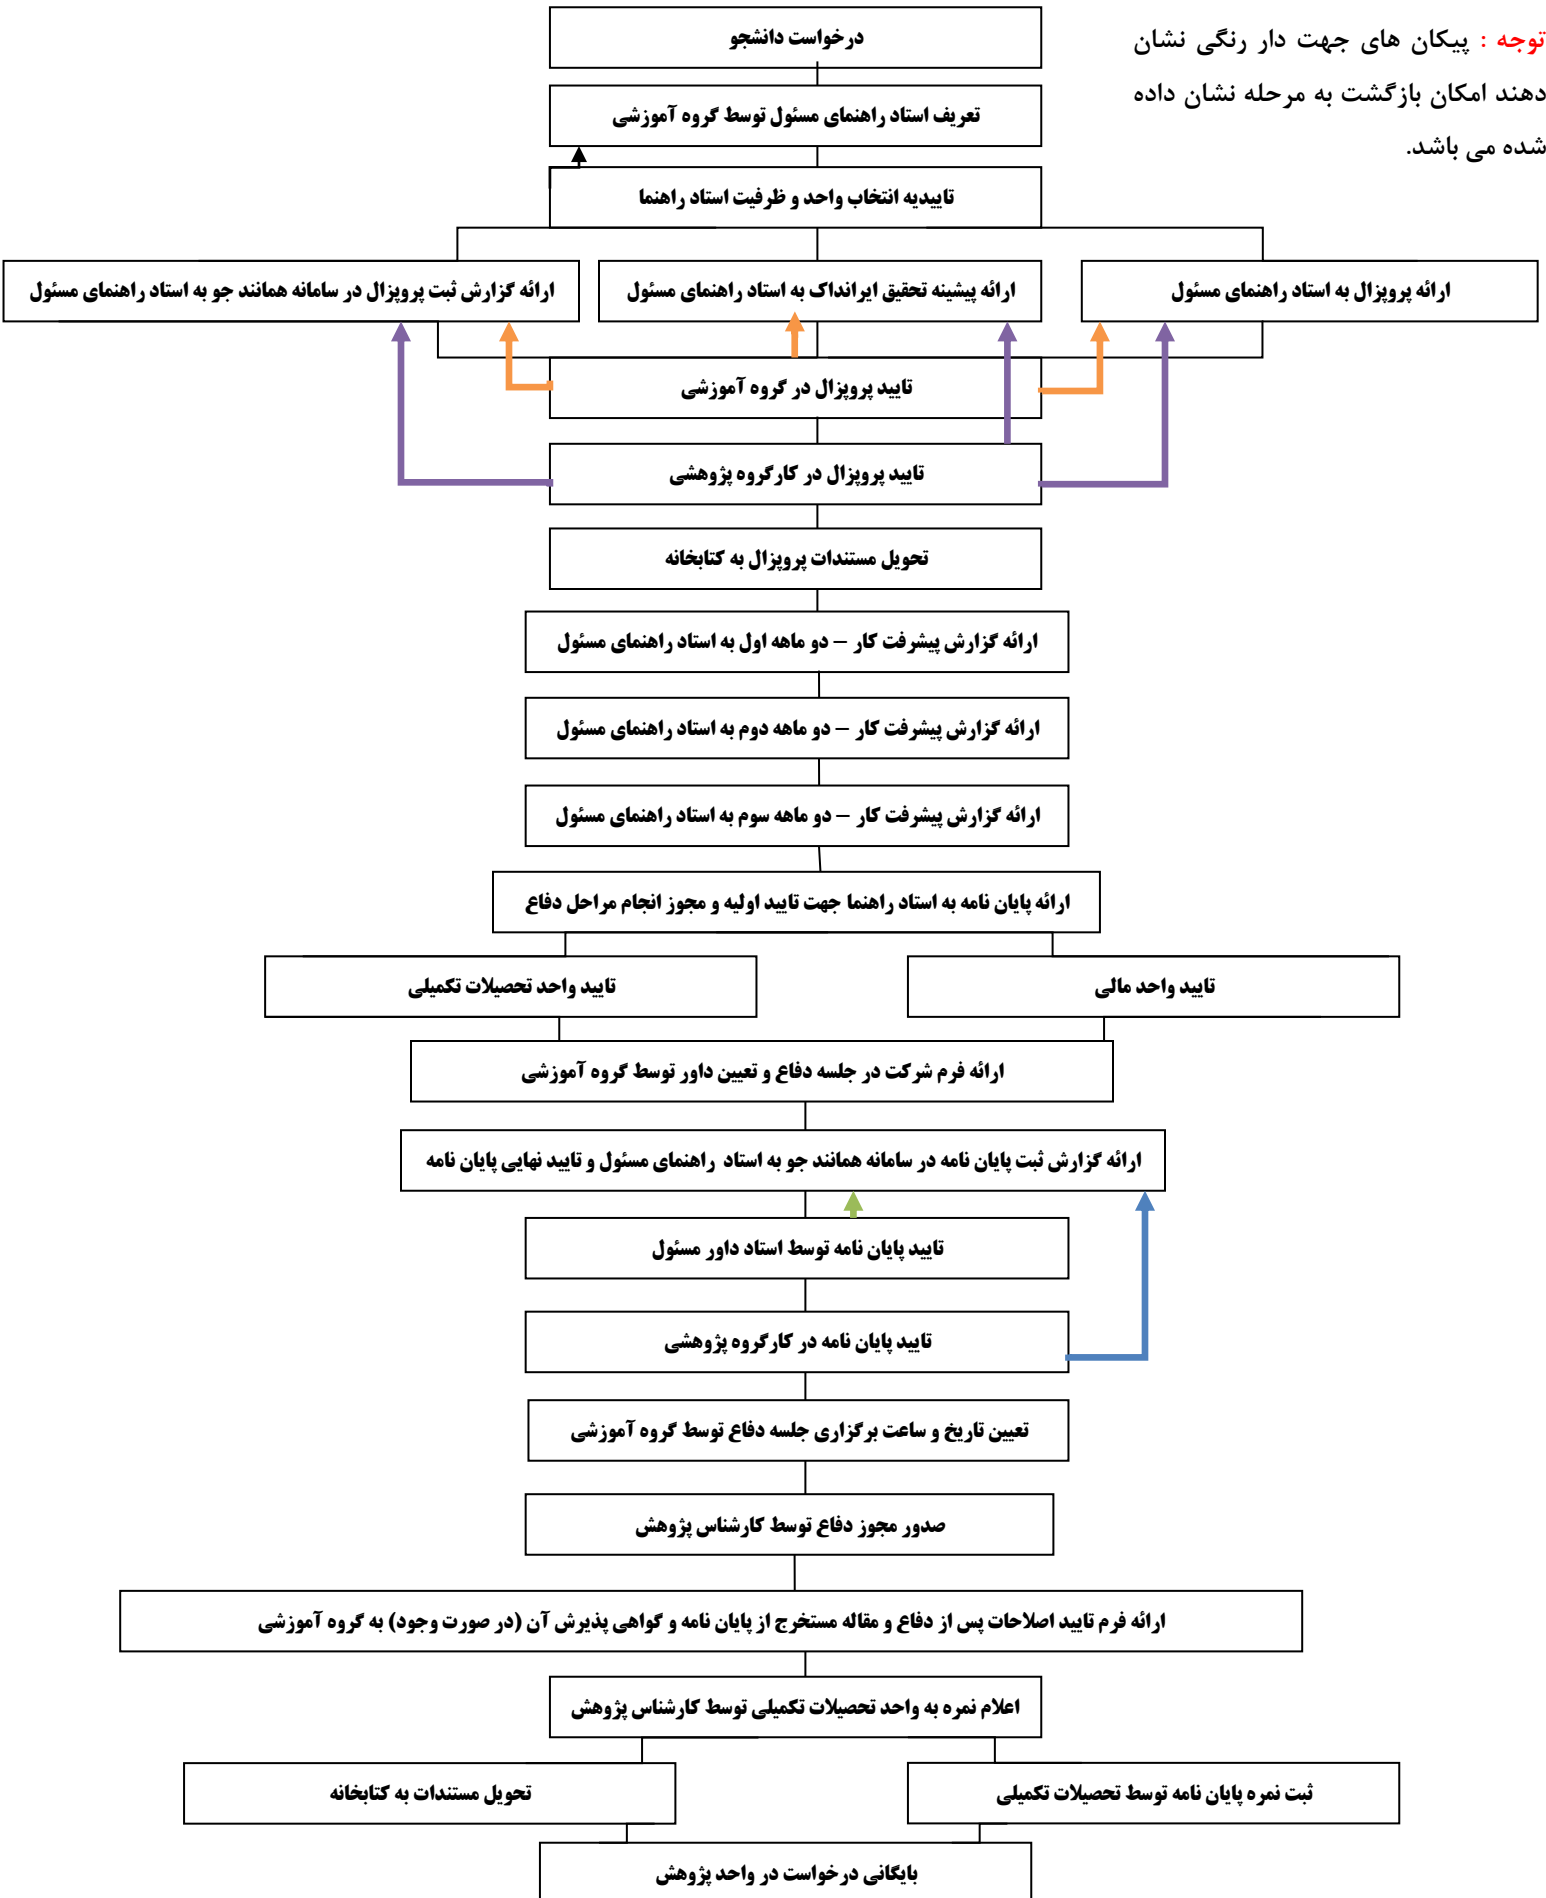 درخواست دانشجو
توجه : پیکان های جهت دار رنگی نشان
دهند امکان بازگشت به مرحله نشان داده
شده می باشد.
تعریف استاد راهنمای مسئول توسط گروه آموزشی
تاییدیه انتخاب واحد و ظرفیت استاد راهنما
ارائه پروپزال به استاد راهنمای مسئول
ارائه پیشینه تحقیق ایرانداک به استاد راهنمای مسئول
ارائه گزارش ثبت پروپزال در سامانه همانند جو به استاد راهنمای مسئول
تایید پروپزال در گروه آموزشی
تایید پروپزال در کارگروه پژوهشی
تحویل مستندات پروپزال به کتابخانه
ارائه گزارش پیشرفت کار – دو ماهه اول به استاد راهنمای مسئول
ارائه گزارش پیشرفت کار – دو ماهه دوم به استاد راهنمای مسئول
ارائه گزارش پیشرفت کار – دو ماهه سوم به استاد راهنمای مسئول
ارائه پایان نامه به استاد راهنما جهت تایید اولیه و مجوز انجام مراحل دفاع
تایید واحد مالی
تایید واحد تحصیلات تکمیلی
ارائه فرم شرکت در جلسه دفاع و تعیین داور توسط گروه آموزشی
ارائه گزارش ثبت پایان نامه در سامانه همانند جو به استاد راهنمای مسئول و تایید نهایی پایان نامه
تایید پایان نامه توسط استاد داور مسئول
تایید پایان نامه در کارگروه پژوهشی
تعیین تاریخ و ساعت برگزاری جلسه دفاع توسط گروه آموزشی
صدور مجوز دفاع توسط کارشناس پژوهش
ارائه فرم تایید اصلاحات پس از دفاع و مقاله مستخرج از پایان نامه و گواهی پذیرش آن (در صورت وجود) به گروه آموزشی
اعلام نمره به واحد تحصیلات تکمیلی توسط کارشناس پژوهش
ثبت نمره پایان نامه توسط تحصیلات تکمیلی
تحویل مستندات به کتابخانه
بایگانی درخواست در واحد پژوهش